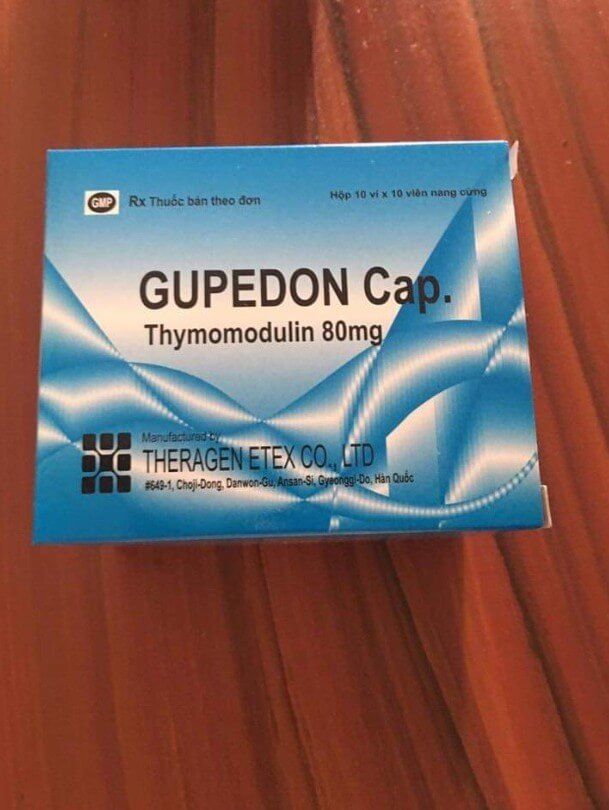 GMP Rx Thuốc bán theo đơn
Hộp 10 vỉ x 10 viên nang cứng
GUPEDON Cap.
Thymomodulin 80mg
Manufactured by
THERAGEN ETEX CO., LTD
#649-1, Choji-Dong, Danwon-Gu, Ansan-Si, Gyeonggi-Do, Hàn Quốc